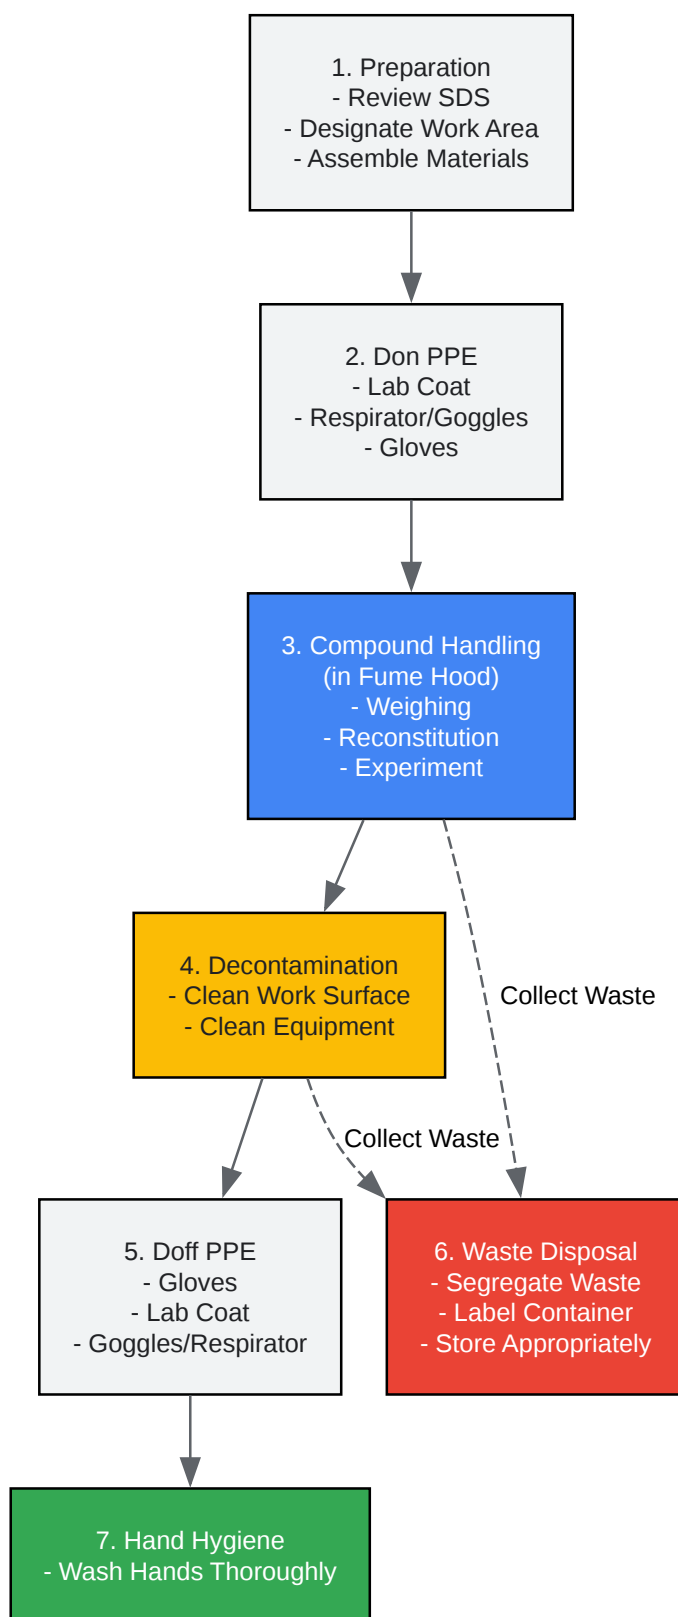 1. Preparation
- Review SDS
- Designate Work Area
- Assemble Materials
2. Don PPE
- Lab Coat
- Respirator/Goggles
- Gloves
3. Compound Handling
(in Fume Hood)
- Weighing
- Reconstitution
- Experiment
4. Decontamination
- Clean Work Surface
- Clean Equipment
Collect Waste
Collect Waste
5. Doff PPE
- Gloves
- Lab Coat
- Goggles/Respirator
6. Waste Disposal
- Segregate Waste
- Label Container
- Store Appropriately
7. Hand Hygiene
- Wash Hands Thoroughly